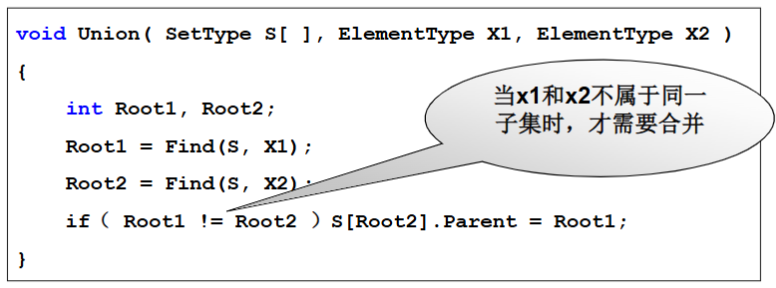 void Union( SetType S[ ], ElementType X1, ElementType X2 )
{
int Root1, Root2;
Root1 = Find(S, X1);
Root2 = Find(S, X2);
if( Root1 != Root2 )S[Root2].Parent = Root1;
}
当x1和x2不属于同一
子集时，才需要合并